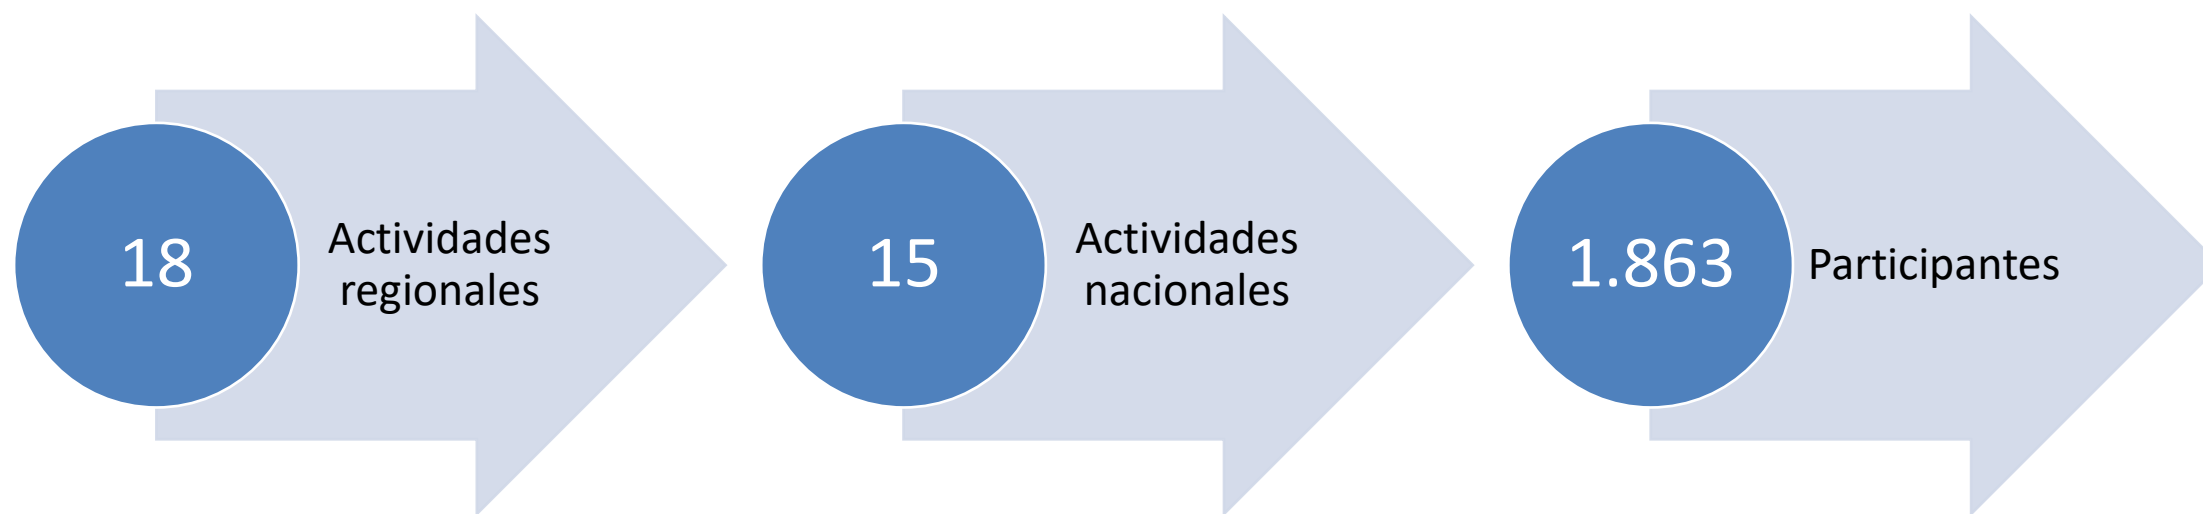 18
Actividades
regionales
15
Actividades
nacionales
1.863
Participantes